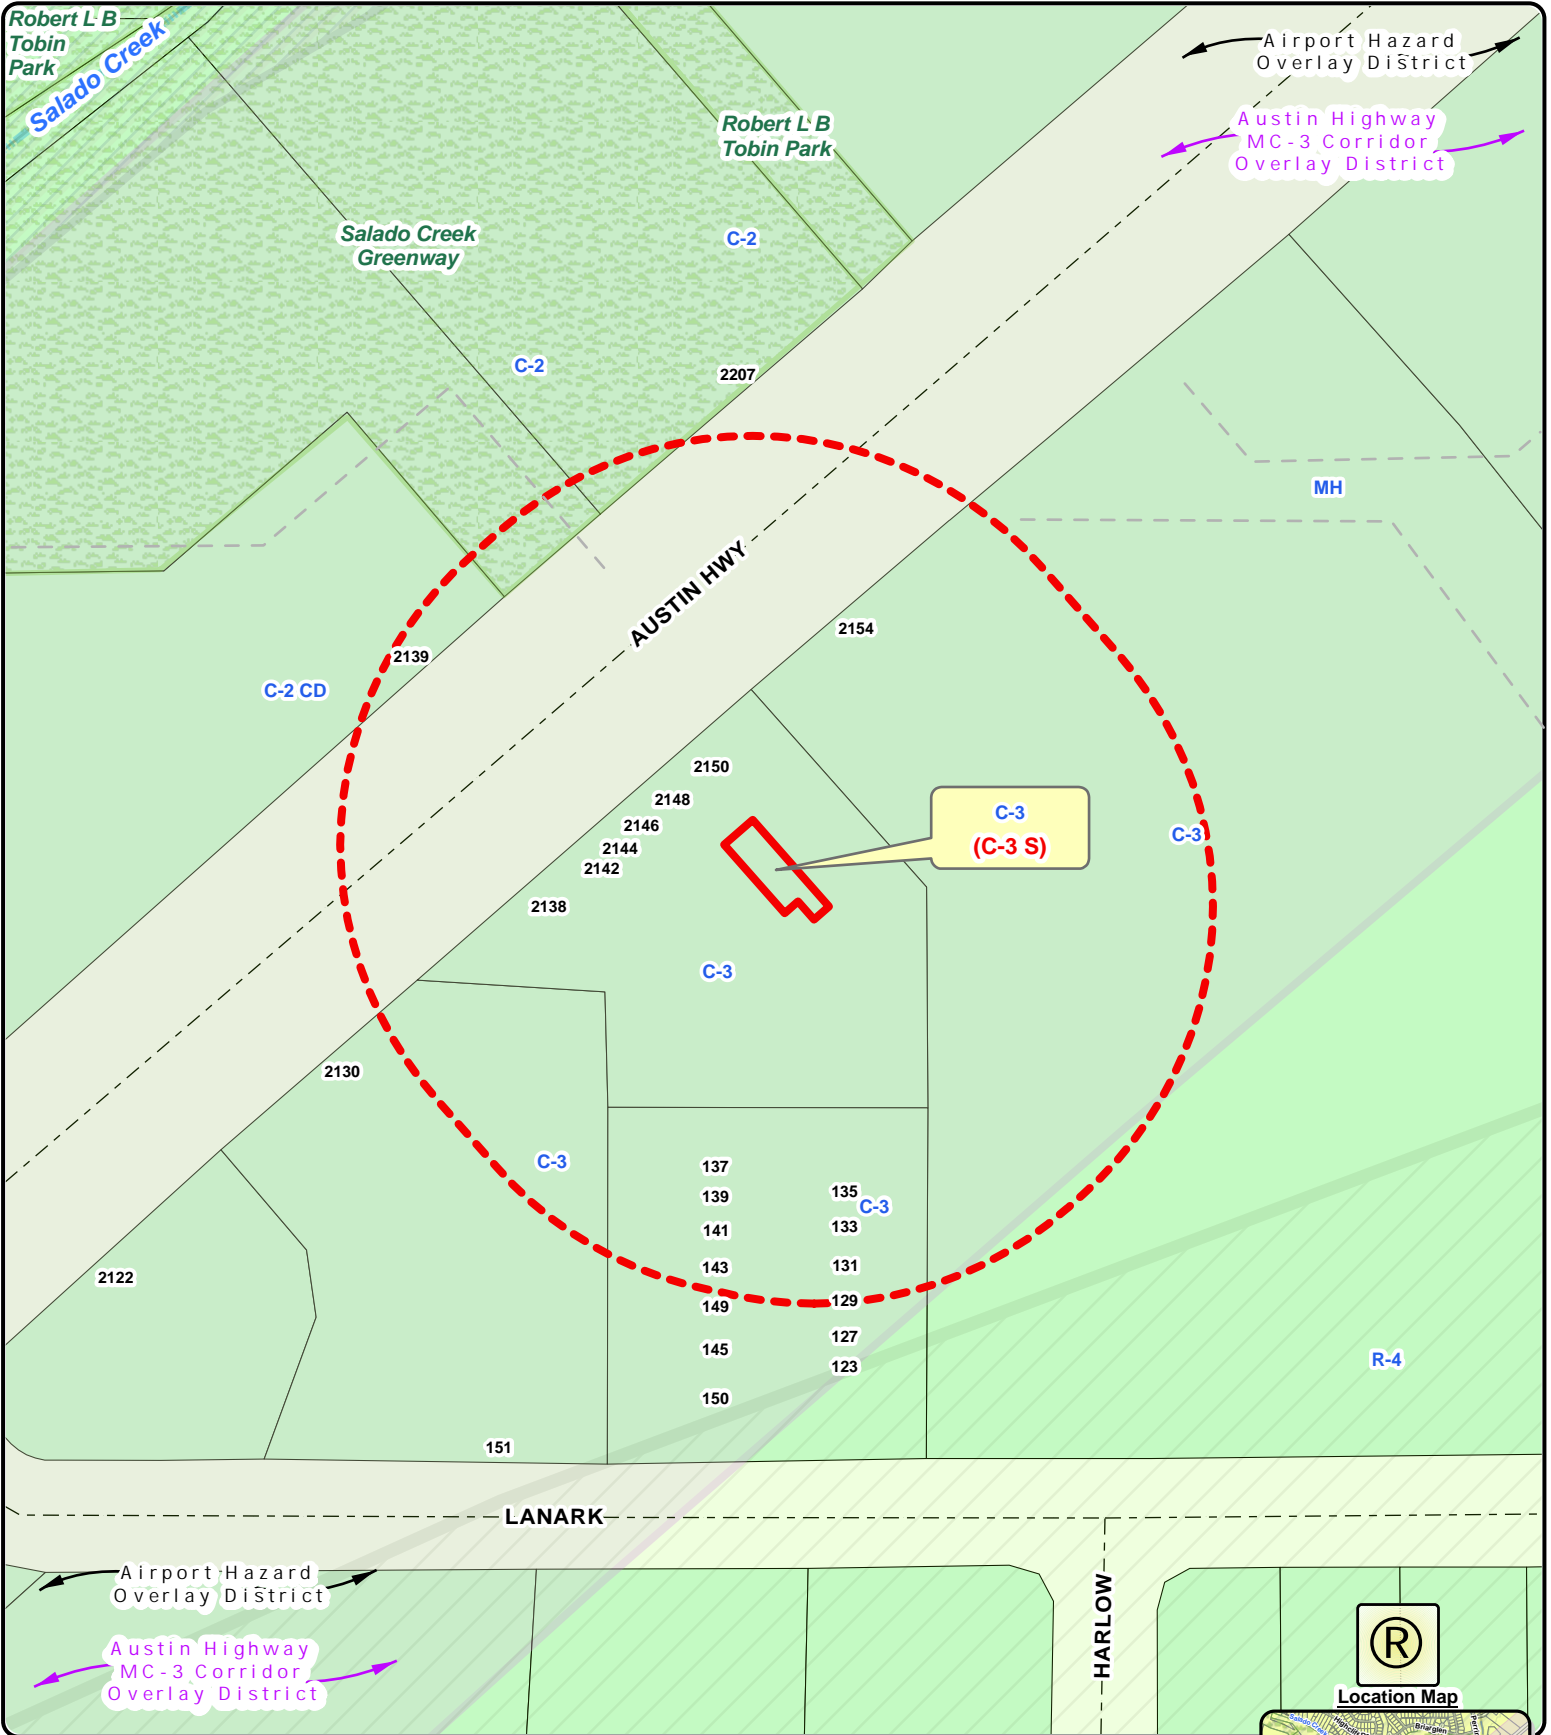 Robert L B
Tobin
Park
Salado Creek
Robert L B
Tobin Park
Airport Hazard
Overlay District
Austin Highway
MC-3 Corridor
Overlay District
Salado Creek
Greenway
C-2
C-2
2207
MH
AUSTIN HWY
2154
2139
C-2 CD
2150
2148
2146
2144
2142
2138
C-3
(C-3 S)
C-3
C-3
2130
C-3
137
139
141
143
149
145
150
135
C-3
133
131
129
127
123
2122
R-4
151
LANARK
HARLOW
Airport Hazard
Overlay District
Austin Highway
MC-3 Corridor
Overlay District
R
Location Map
Salado Creek
Briarglen